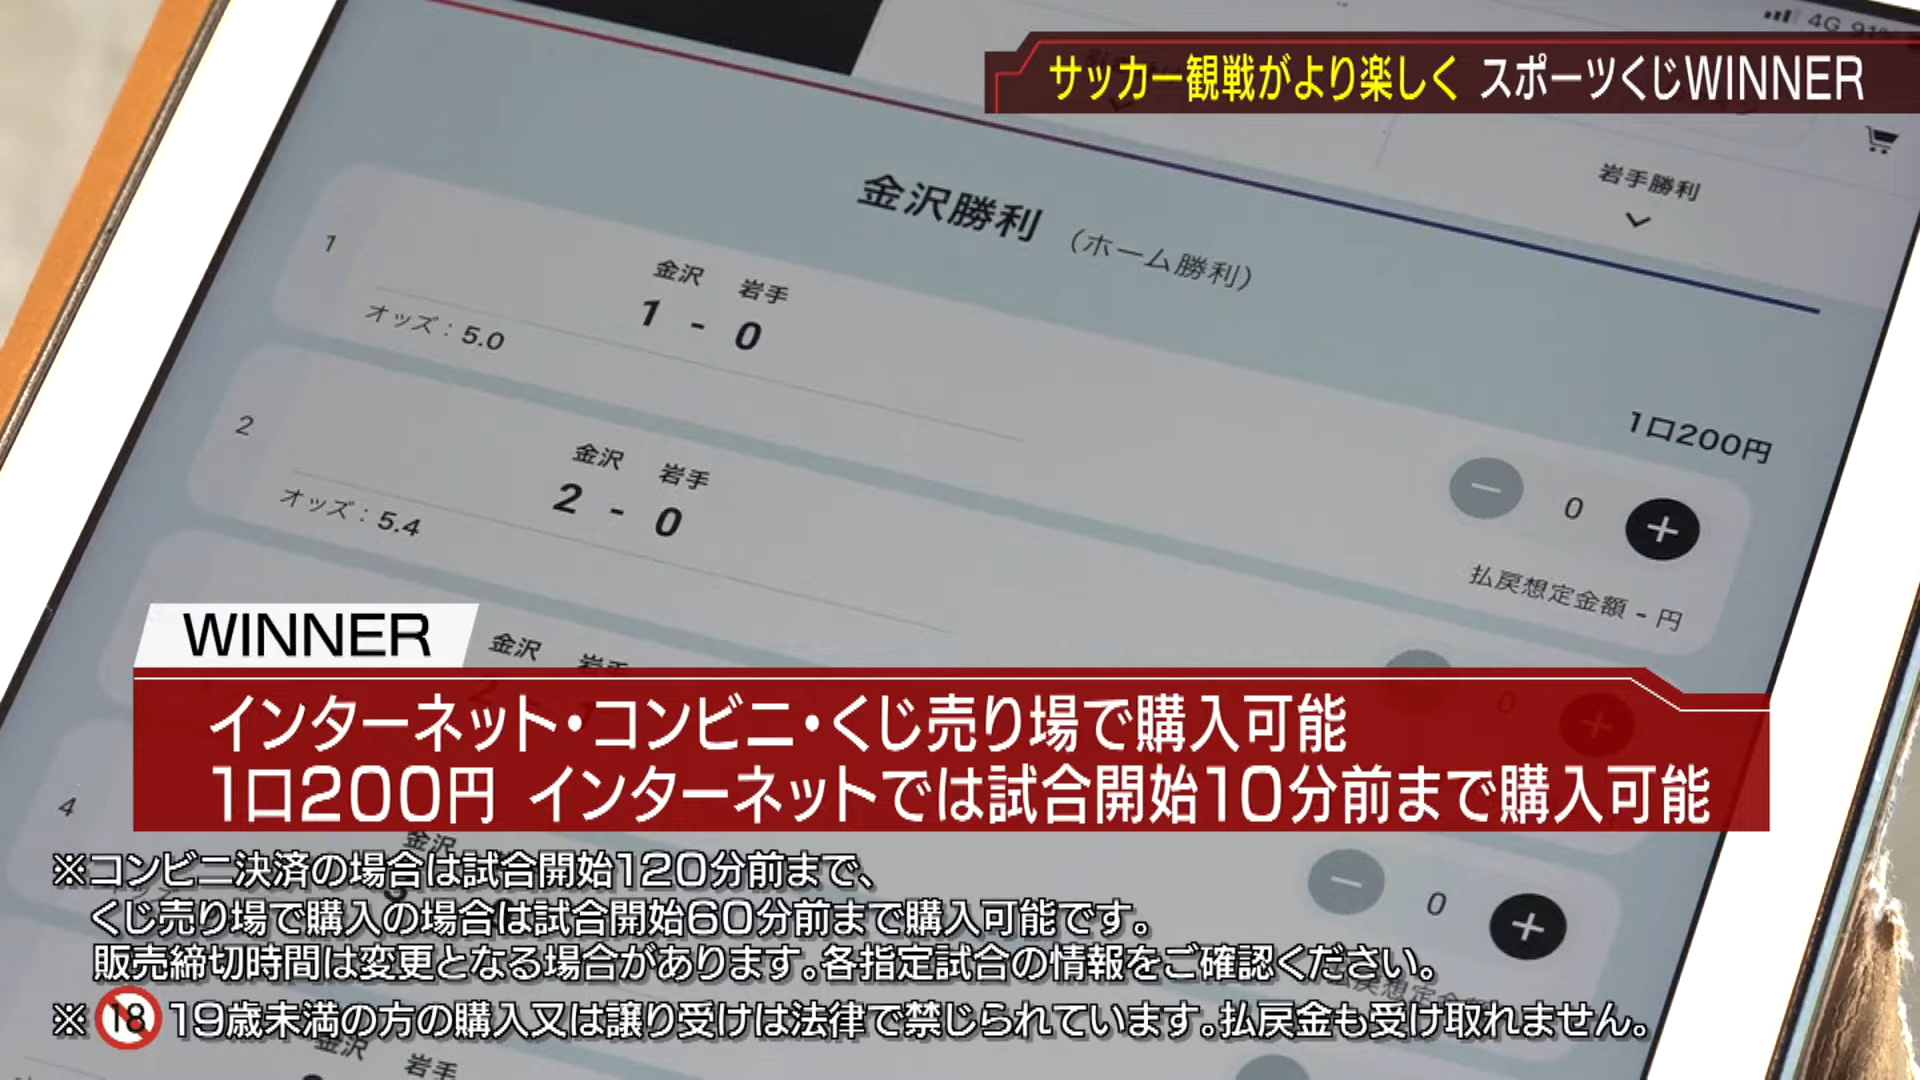 4G 91%
サッカー観戦がより楽しく スポーツくじWINNER
岩手勝利
金沢勝利 (ホーム勝利)
1
金沢 岩手
1 - 0
オッズ : 5.0
1口200円
0
払戻想定金額 - 円
2
金沢 岩手
2 - 0
オッズ : 5.4
0
WINNER
金沢 岩手
インターネット・コンビニ・くじ売り場で購入可能
1口200円 インターネットでは試合開始10分前まで購入可能
4
金沢
0
※コンビニ決済の場合は試合開始120分前まで、
くじ売り場で購入の場合は試合開始60分前まで購入可能です。
販売締切時間は変更となる場合があります。各指定試合の情報をご確認ください。
※ 18 19歳未満の方の購入又は譲り受けは法律で禁じられています。払戻金も受け取れません。
金沢 岩手